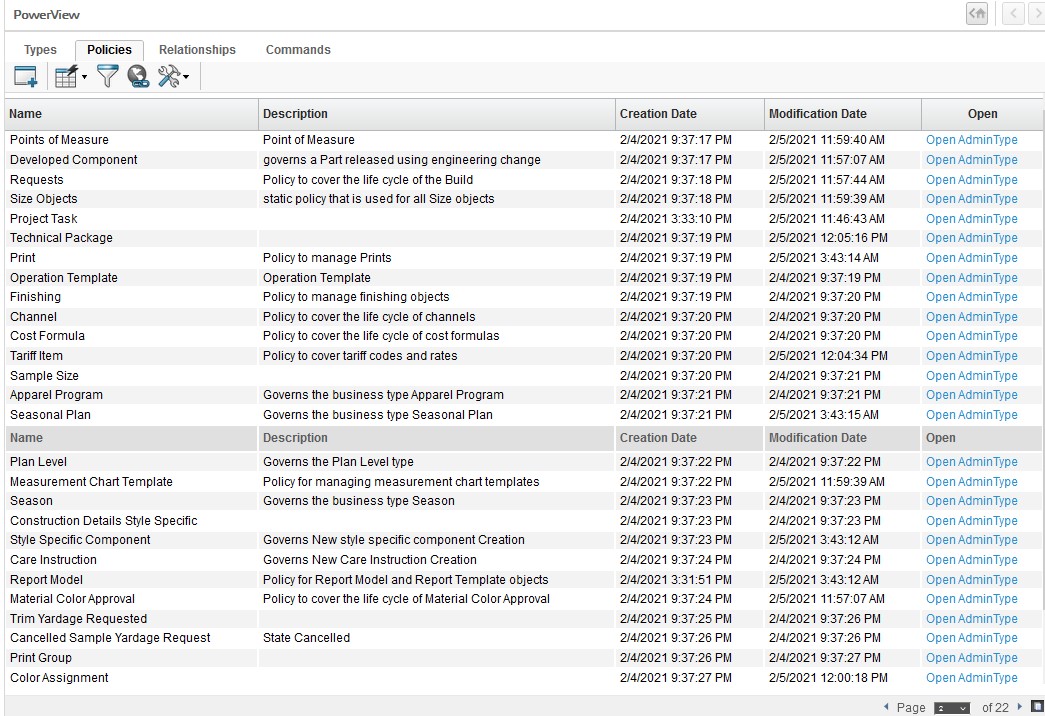 PowerView
Types Policies Relationships Commands
Name Description Creation Date Modification Date Open
Points of Measure Point of Measure 2/4/2021 9:37:17 PM 2/5/2021 11:59:40 AM Open AdminType
Developed Component governs a Part released using engineering change 2/4/2021 9:37:17 PM 2/5/2021 11:57:07 AM Open AdminType
Requests Policy to cover the life cycle of the Build 2/4/2021 9:37:18 PM 2/5/2021 11:57:44 AM Open AdminType
Size Objects static policy that is used for all Size objects 2/4/2021 9:37:18 PM 2/5/2021 11:59:39 AM Open AdminType
Project Task 2/4/2021 3:33:10 PM 2/5/2021 11:46:43 AM Open AdminType
Technical Package 2/4/2021 9:37:19 PM 2/5/2021 12:05:16 PM Open AdminType
Print Policy to manage Prints 2/4/2021 9:37:19 PM 2/5/2021 3:43:14 AM Open AdminType
Operation Template Operation Template 2/4/2021 9:37:19 PM 2/4/2021 9:37:19 PM Open AdminType
Finishing Policy to manage finishing objects 2/4/2021 9:37:19 PM 2/4/2021 9:37:20 PM Open AdminType
Channel Policy to cover the life cycle of channels 2/4/2021 9:37:20 PM 2/4/2021 9:37:20 PM Open AdminType
Cost Formula Policy to cover the life cycle of cost formulas 2/4/2021 9:37:20 PM 2/4/2021 9:37:20 PM Open AdminType
Tariff Item Policy to cover tariff codes and rates 2/4/2021 9:37:20 PM 2/5/2021 12:04:34 PM Open AdminType
Sample Size 2/4/2021 9:37:20 PM 2/4/2021 9:37:21 PM Open AdminType
Apparel Program Governs the business type Apparel Program 2/4/2021 9:37:21 PM 2/4/2021 9:37:21 PM Open AdminType
Seasonal Plan Governs the business type Seasonal Plan 2/4/2021 9:37:21 PM 2/5/2021 3:43:15 AM Open AdminType
Name Description Creation Date Modification Date Open
Plan Level Governs the Plan Level type 2/4/2021 9:37:22 PM 2/4/2021 9:37:22 PM Open AdminType
Measurement Chart Template Policy for managing measurement chart templates 2/4/2021 9:37:22 PM 2/5/2021 11:59:39 AM Open AdminType
Season Governs the business type Season 2/4/2021 9:37:23 PM 2/4/2021 9:37:23 PM Open AdminType
Construction Details Style Specific 2/4/2021 9:37:23 PM 2/4/2021 9:37:23 PM Open AdminType
Style Specific Component Governs New style specific component Creation 2/4/2021 9:37:23 PM 2/5/2021 3:43:12 AM Open AdminType
Care Instruction Governs New Care Instruction Creation 2/4/2021 9:37:24 PM 2/4/2021 9:37:24 PM Open AdminType
Report Model Policy for Report Model and Report Template objects 2/4/2021 3:31:51 PM 2/5/2021 3:43:12 AM Open AdminType
Material Color Approval Policy to cover the life cycle of Material Color Approval 2/4/2021 9:37:24 PM 2/5/2021 11:57:07 AM Open AdminType
Trim Yardage Requested 2/4/2021 9:37:25 PM 2/4/2021 9:37:26 PM Open AdminType
Cancelled Sample Yardage Request State Cancelled 2/4/2021 9:37:26 PM 2/4/2021 9:37:26 PM Open AdminType
Print Group 2/4/2021 9:37:26 PM 2/4/2021 9:37:27 PM Open AdminType
Color Assignment 2/4/2021 9:37:27 PM 2/5/2021 12:00:18 PM Open AdminType
Page 2 of 22